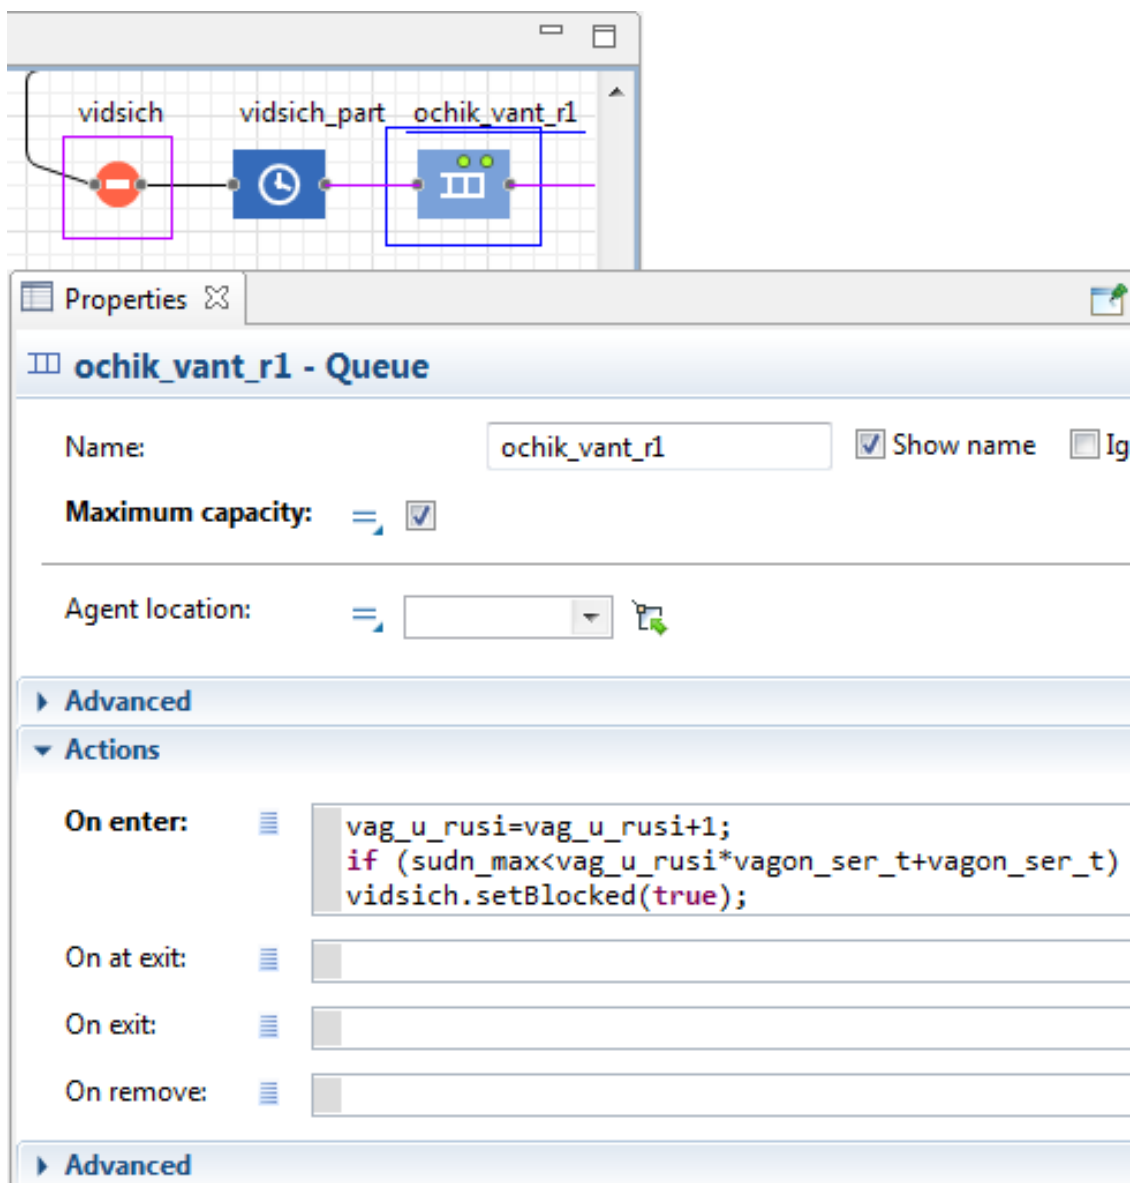 vidsich vidsich_part ochik_vant_r1
Properties
ochik_vant_r1 - Queue
Name: ochik_vant_r1 Show name Ig
Maximum capacity:
Agent location:
Advanced
Actions
On enter: vag_u_rusi=vag_u_rusi+1;
if (sudn_max<vag_u_rusi*vagon_ser_t+vagon_ser_t)
vidsich.setBlocked(true);
On at exit:
On exit:
On remove:
Advanced